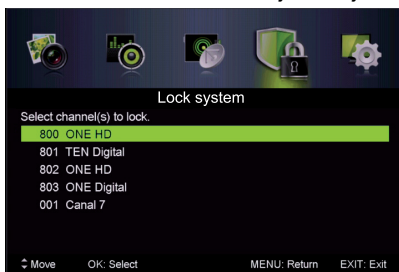 Lock system
Select channel(s) to lock.
800 ONE HD
801 TEN Digital
802 ONE HD
803 ONE Digital
001 Canal 7
Move OK: Select MENU: Return EXIT: Exit